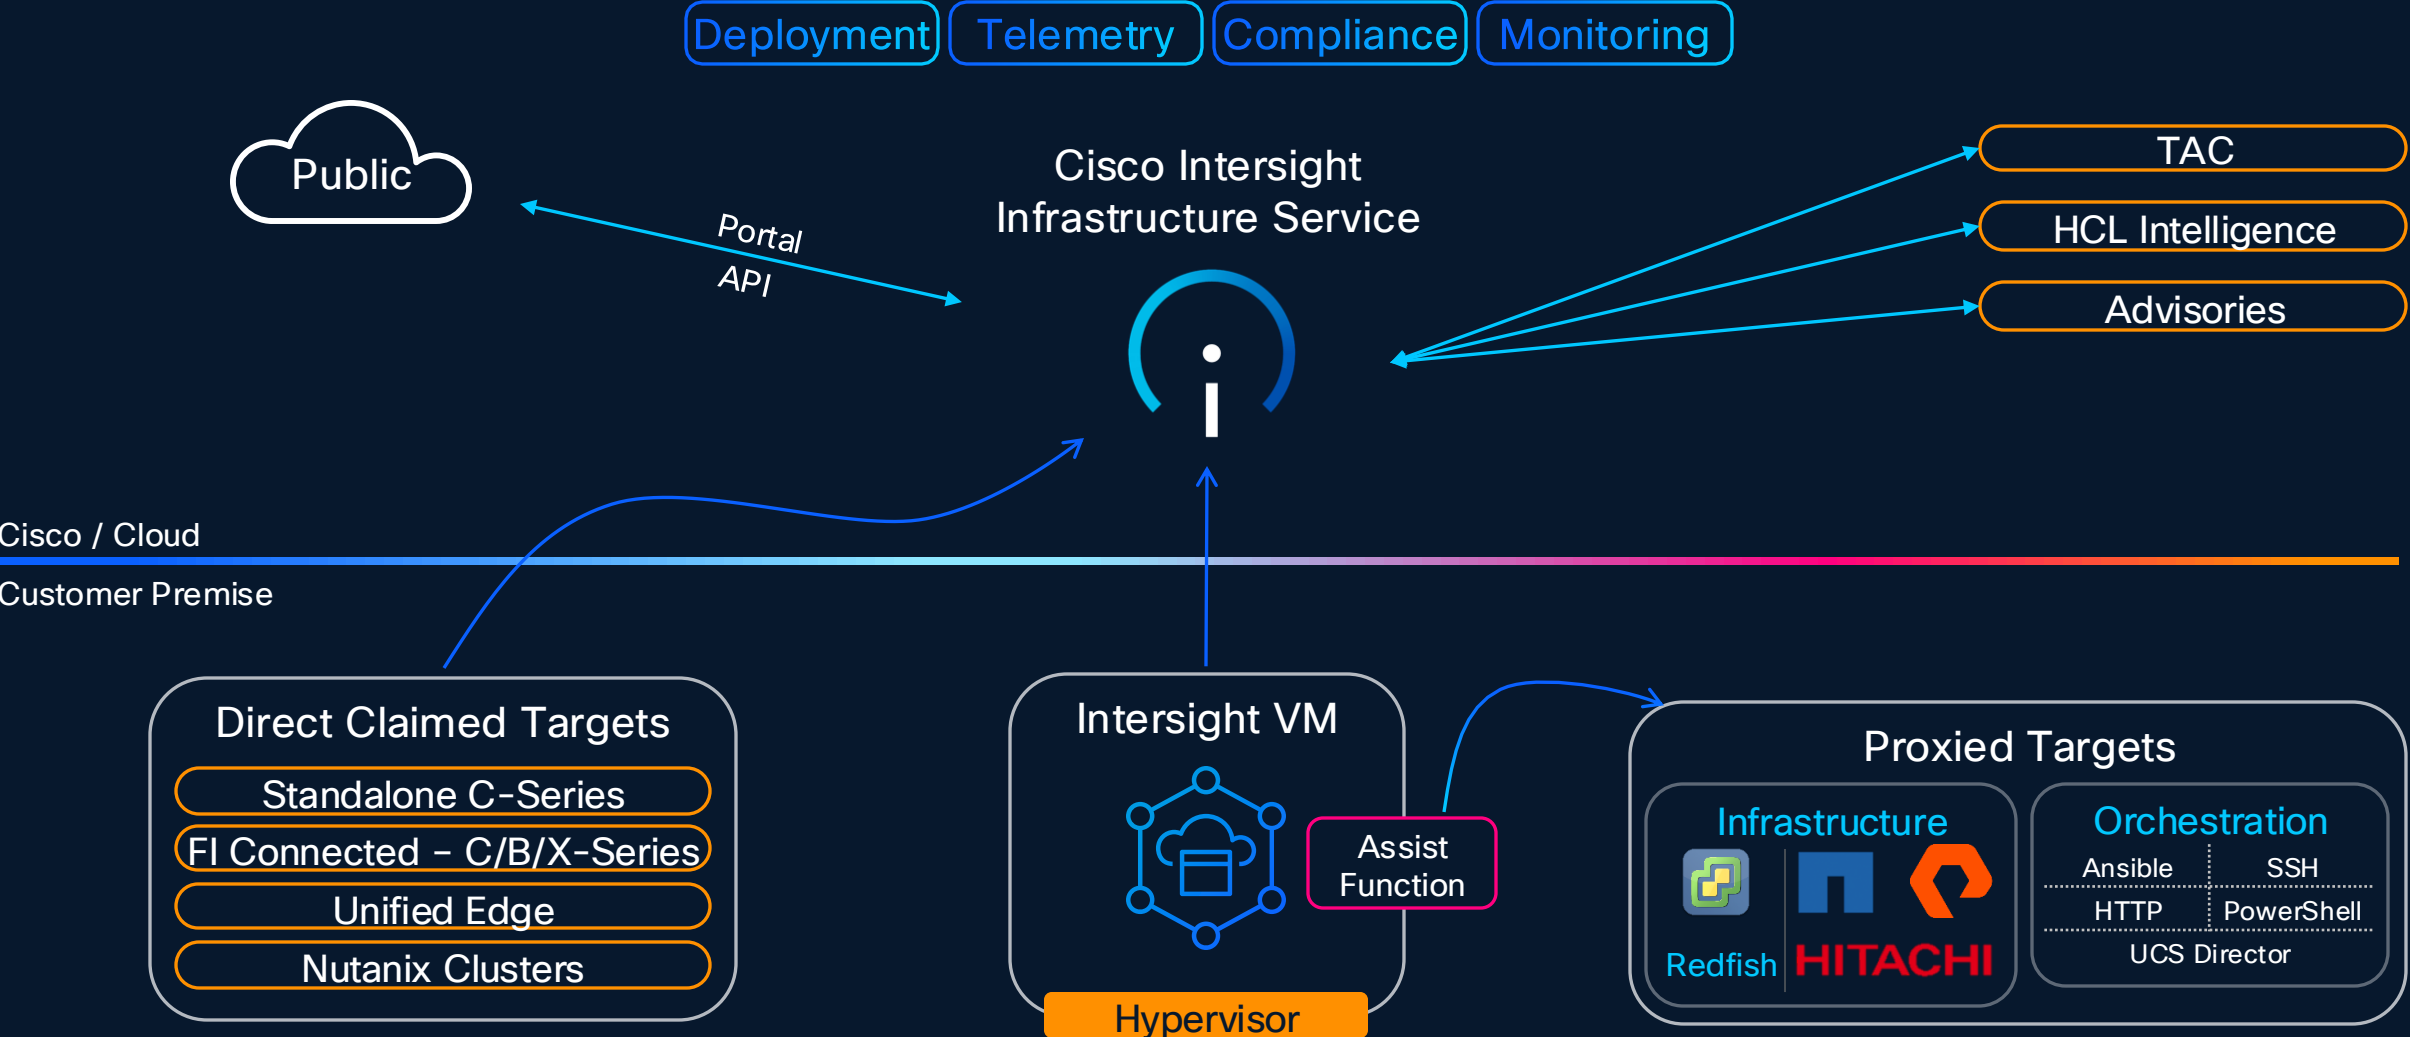 Deployment
Telemetry
Compliance
Monitoring
Public
Portal
API
Cisco Intersight
Infrastructure Service
TAC
HCL Intelligence
Advisories
Cisco / Cloud
Customer Premise
Direct Claimed Targets
Standalone C-Series
FI Connected – C/B/X-Series
Unified Edge
Nutanix Clusters
Intersight VM
Assist
Function
Hypervisor
Proxied Targets
Infrastructure
Redfish
HITACHI
Orchestration
Ansible
SSH
HTTP
PowerShell
UCS Director